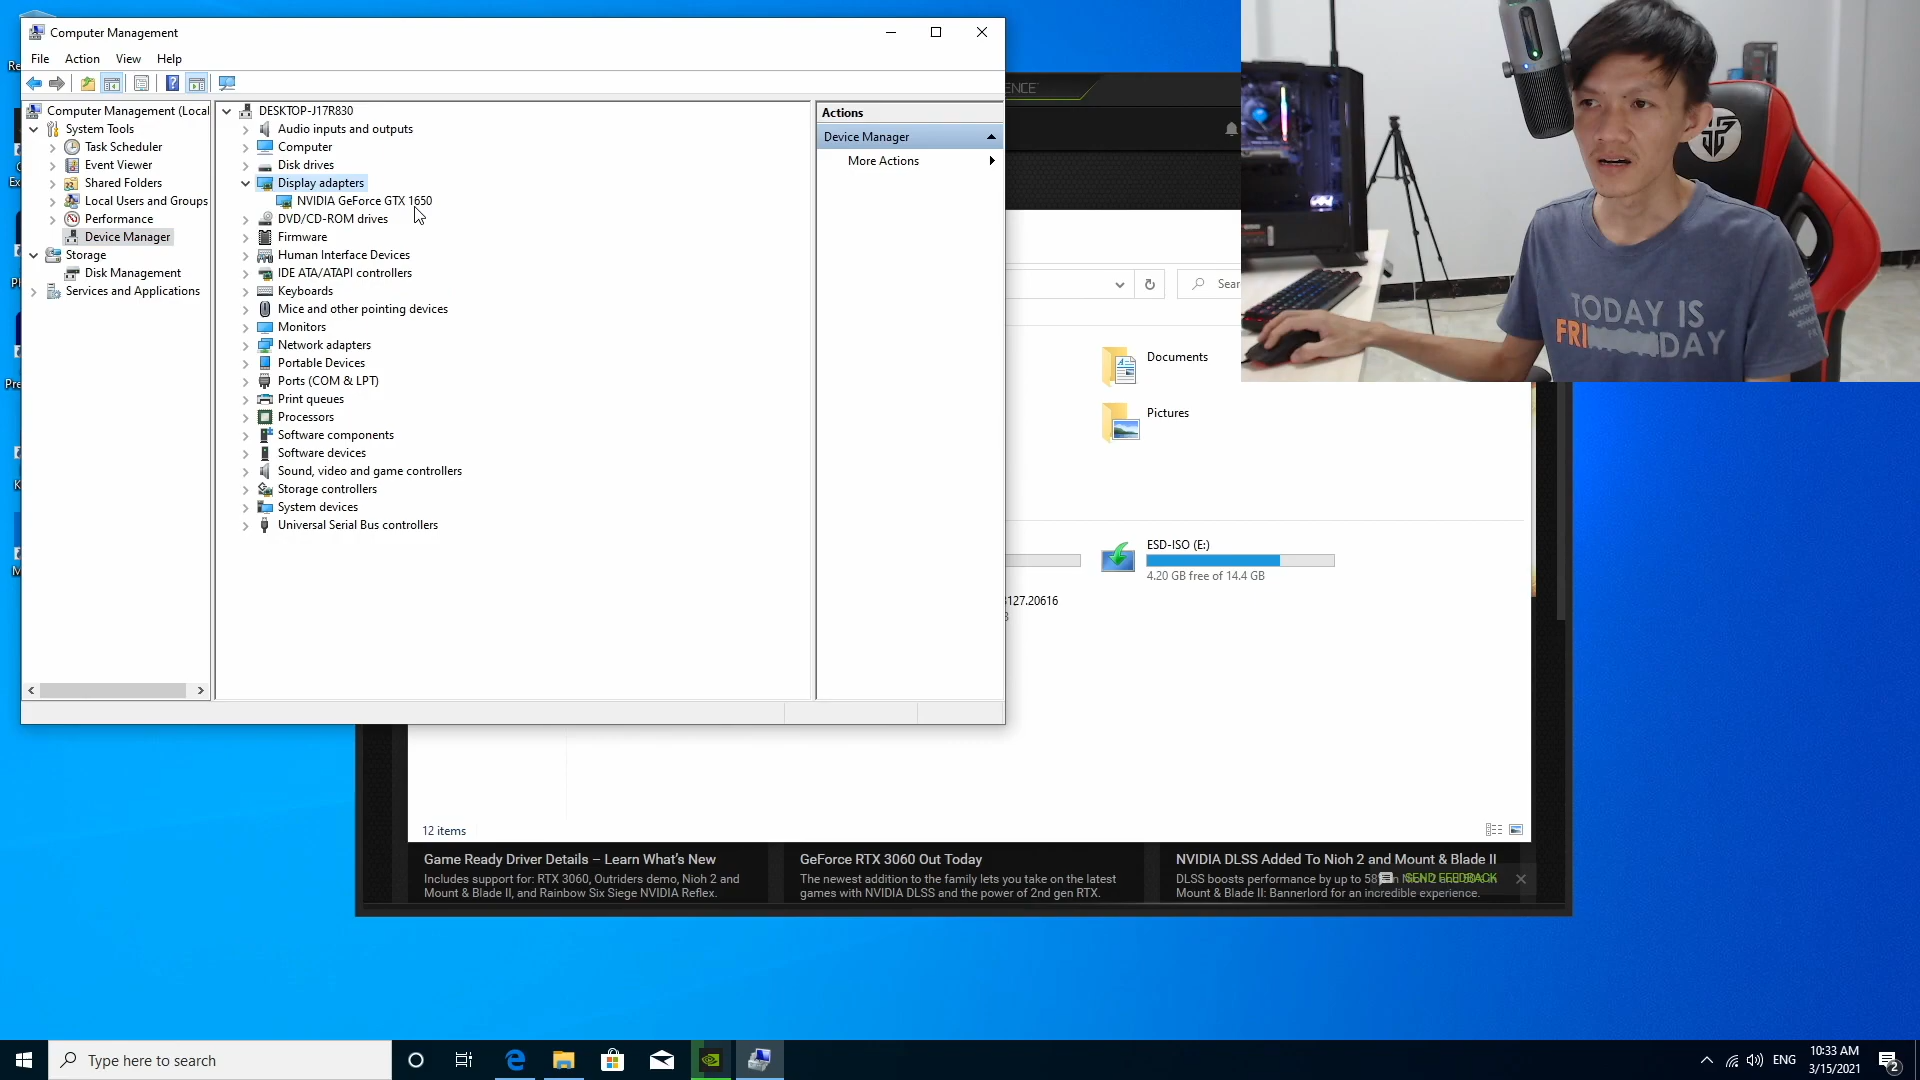 Computer Management
File Action View Help
Computer Management (Local
System Tools
Task Scheduler
Event Viewer
Shared Folders
Local Users and Groups
Performance
Device Manager
Storage
Disk Management
Services and Applications
DESKTOP-J17R830
Audio inputs and outputs
Computer
Disk drives
Display adapters
NVIDIA GeForce GTX 1650
DVD/CD-ROM drives
Firmware
Human Interface Devices
IDE ATA/ATAPI controllers
Keyboards
Mice and other pointing devices
Monitors
Network adapters
Portable Devices
Ports (COM & LPT)
Print queues
Processors
Software components
Software devices
Sound, video and game controllers
Storage controllers
System devices
Universal Serial Bus controllers
Actions
Device Manager
More Actions
ENCE
Sear
Documents
Pictures
ESD-ISO (E:)
4.20 GB free of 14.4 GB
127.20616
12 items
Game Ready Driver Details – Learn What's New
Includes support for: RTX 3060, Outriders demo, Nioh 2 and
Mount & Blade II, and Rainbow Six Siege NVIDIA Reflex.
GeForce RTX 3060 Out Today
The newest addition to the family lets you take on the latest
games with NVIDIA DLSS and the power of 2nd gen RTX.
NVIDIA DLSS Added To Nioh 2 and Mount & Blade II
DLSS boosts performance by up to
Mount & Blade II: Bannerlord for an incredible experience.
SEND FEEDBACK
TODAY IS
FRI DAY
Type here to search
ENG
10:33 AM
3/15/2021
2